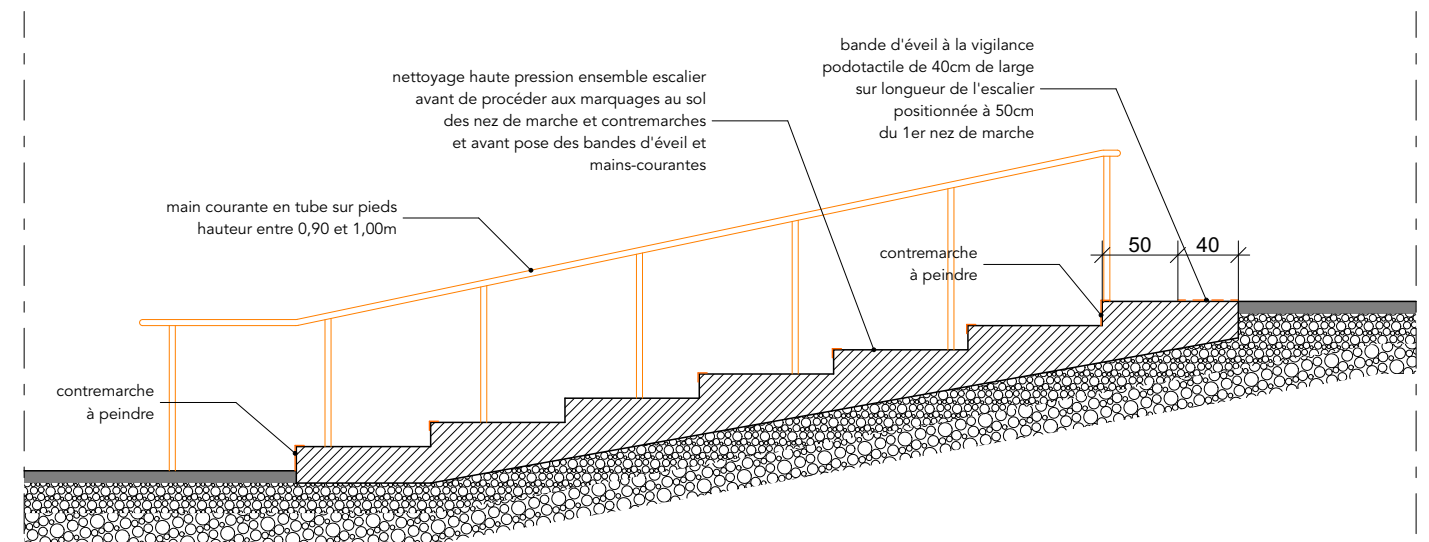 bande d'éveil à la vigilance
podotactile de 40cm de large
sur longueur de l'escalier
positionnée à 50cm
du 1er nez de marche
nettoyage haute pression ensemble escalier
avant de procéder aux marquages au sol
des nez de marche et contremarches
et avant pose des bandes d'éveil et
mains-courantes
main courante en tube sur pieds
hauteur entre 0,90 et 1,00m
contremarche
à peindre
50
40
contremarche
à peindre